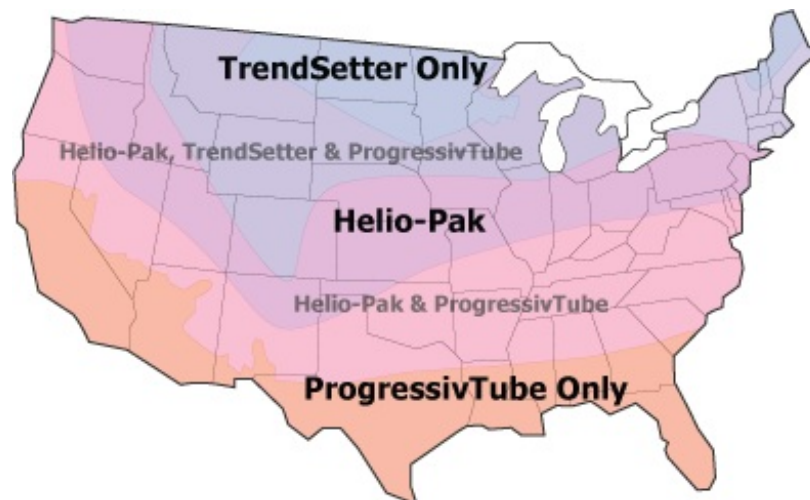 TrendSetter Only
Helio-Pak, TrendSetter & ProgressivTube
Helio-Pak
Helio-Pak & ProgressivTube
ProgressivTube Only